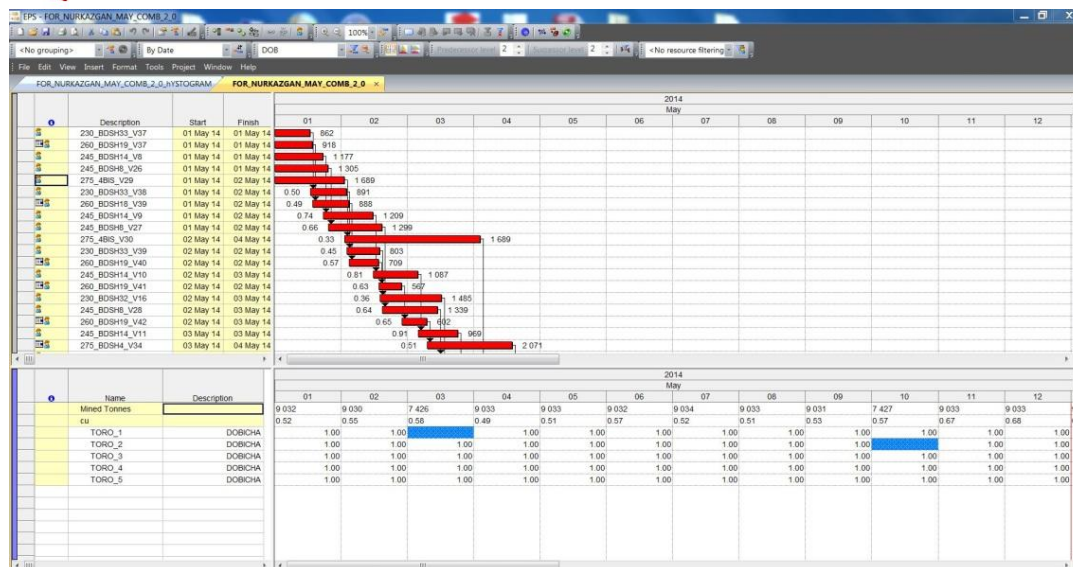 EPS - FOR_NURKAZGAN_MAY_COMB_2_0
100%
<No grouping> By Date DOB Predecessor level 2 Successor level 2 <No resource filtering>
File Edit View Insert Format Tools Project Window Help
FOR_NURKAZGAN_MAY_COMB_2_0_hYSTOGRAM FOR_NURKAZGAN_MAY_COMB_2_0 ×
2014
May
Description Start Finish 01 02 03 04 05 06 07 08 09 10 11 12
230_BDSH33_V37 01 May 14 01 May 14 862
260_BDSH19_V37 01 May 14 01 May 14 918
245_BDSH14_V8 01 May 14 01 May 14 1 177
245_BDSH8_V26 01 May 14 01 May 14 1 305
275_4BIS_V29 01 May 14 02 May 14 1 689
230_BDSH33_V38 01 May 14 02 May 14 0.50 891
260_BDSH18_V39 01 May 14 02 May 14 0.49 888
245_BDSH14_V9 01 May 14 02 May 14 0.74 1 209
245_BDSH8_V27 01 May 14 02 May 14 0.66 1 299
275_4BIS_V30 02 May 14 04 May 14 0.33 1 689
230_BDSH33_V39 02 May 14 02 May 14 0.45 803
260_BDSH19_V40 02 May 14 02 May 14 0.57 709
245_BDSH14_V10 02 May 14 03 May 14 0.81 1 087
260_BDSH19_V41 02 May 14 02 May 14 0.63 567
230_BDSH32_V16 02 May 14 03 May 14 0.36 1 485
245_BDSH8_V28 02 May 14 03 May 14 0.64 1 339
260_BDSH19_V42 02 May 14 03 May 14 0.65 602
245_BDSH14_V11 03 May 14 03 May 14 0.91 969
275_BDSH4_V34 03 May 14 04 May 14 0.51 2 071
2014
May
Name Description 01 02 03 04 05 06 07 08 09 10 11 12
Mined Tonnes 9 032 9 030 7 426 9 033 9 033 9 032 9 034 9 033 9 031 7 427 9 033 9 033
cu 0.52 0.55 0.58 0.49 0.51 0.57 0.52 0.51 0.53 0.57 0.67 0.68
TORO_1 DOBICHA 1.00 1.00 1.00 1.00 1.00 1.00 1.00 1.00 1.00 1.00 1.00
TORO_2 DOBICHA 1.00 1.00 1.00 1.00 1.00 1.00 1.00 1.00 1.00 1.00 1.00
TORO_3 DOBICHA 1.00 1.00 1.00 1.00 1.00 1.00 1.00 1.00 1.00 1.00 1.00 1.00
TORO_4 DOBICHA 1.00 1.00 1.00 1.00 1.00 1.00 1.00 1.00 1.00 1.00 1.00 1.00
TORO_5 DOBICHA 1.00 1.00 1.00 1.00 1.00 1.00 1.00 1.00 1.00 1.00 1.00 1.00